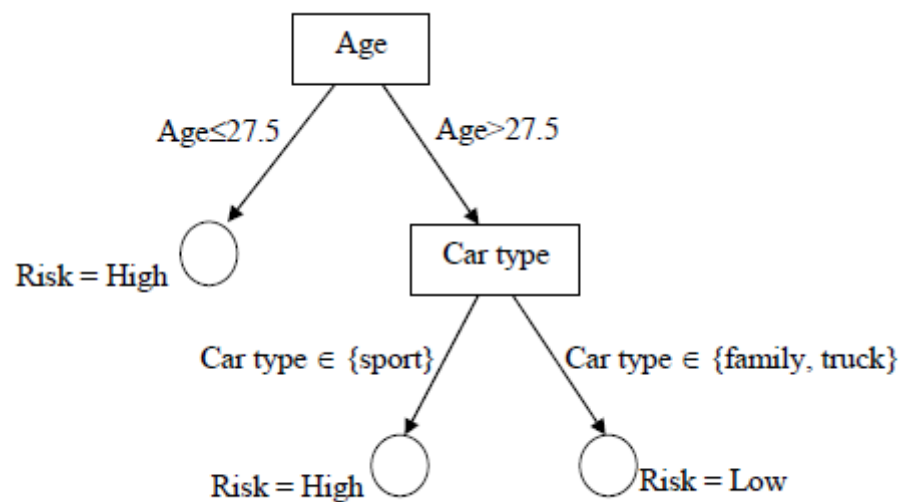 Age
Age≤27.5
Age>27.5
Risk = High
Car type
Car type ∈ {sport}
Car type ∈ {family, truck}
Risk = High
Risk = Low